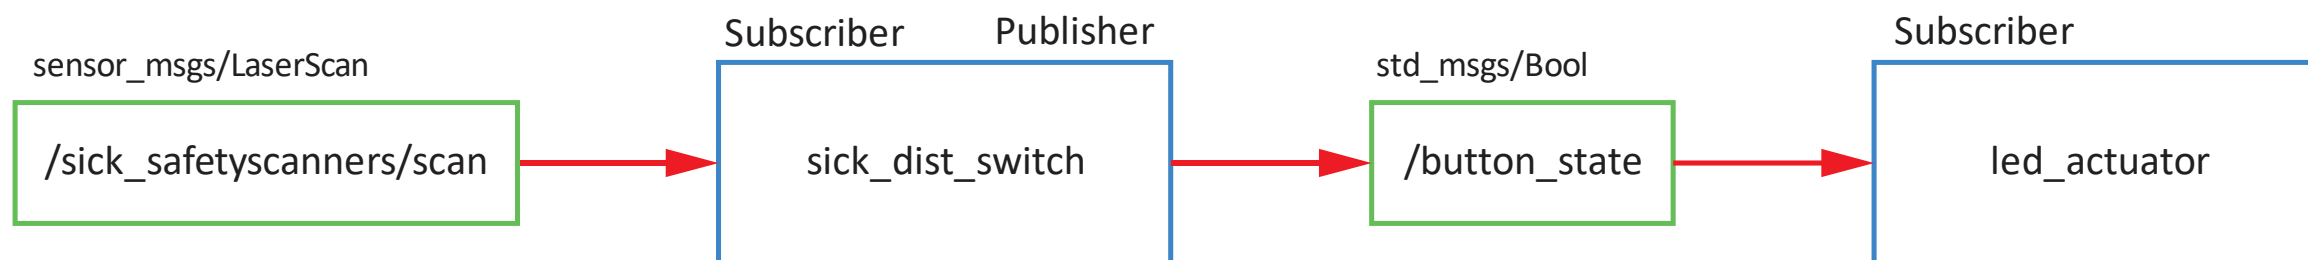 Subscriber Publisher
Subscriber
sensor_msgs/LaserScan
std_msgs/Bool
/sick_safetyscanners/scan
sick_dist_switch
/button_state
led_actuator